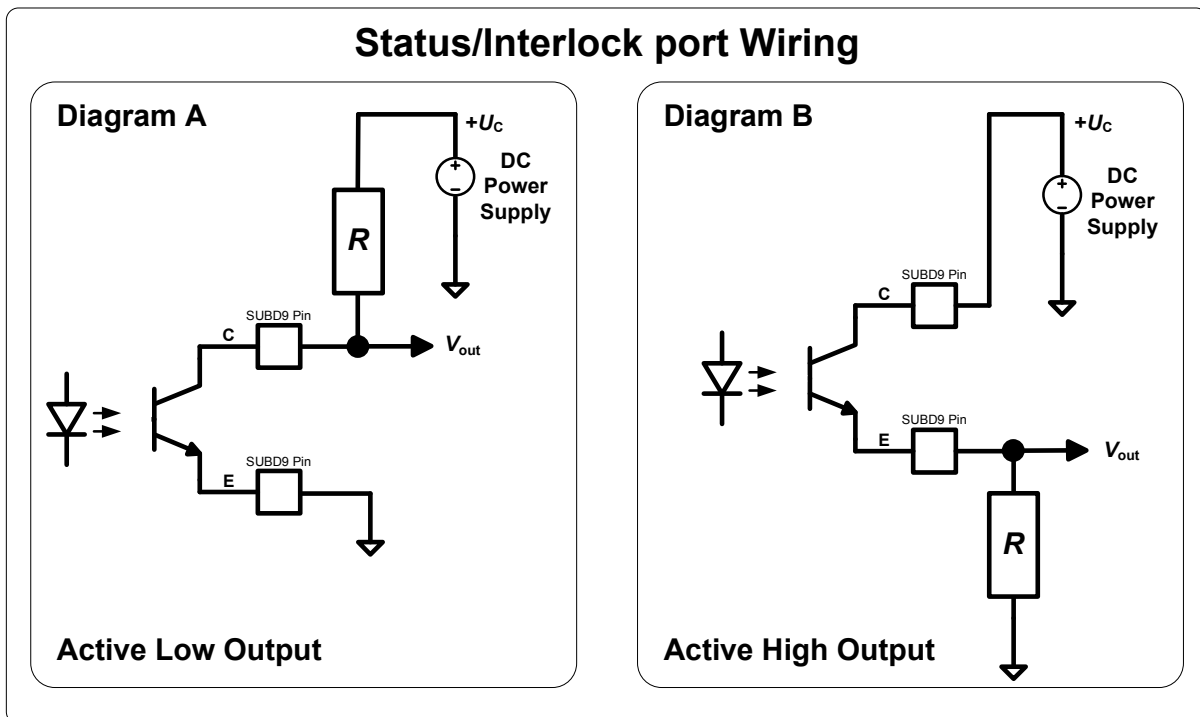 Status/Interlock port Wiring
Diagram A
+UC
DC
Power
Supply
R
SUBD9 Pin
C
Vout
SUBD9 Pin
E
Active Low Output
Diagram B
+UC
DC
Power
Supply
SUBD9 Pin
C
SUBD9 Pin
E
Vout
R
Active High Output